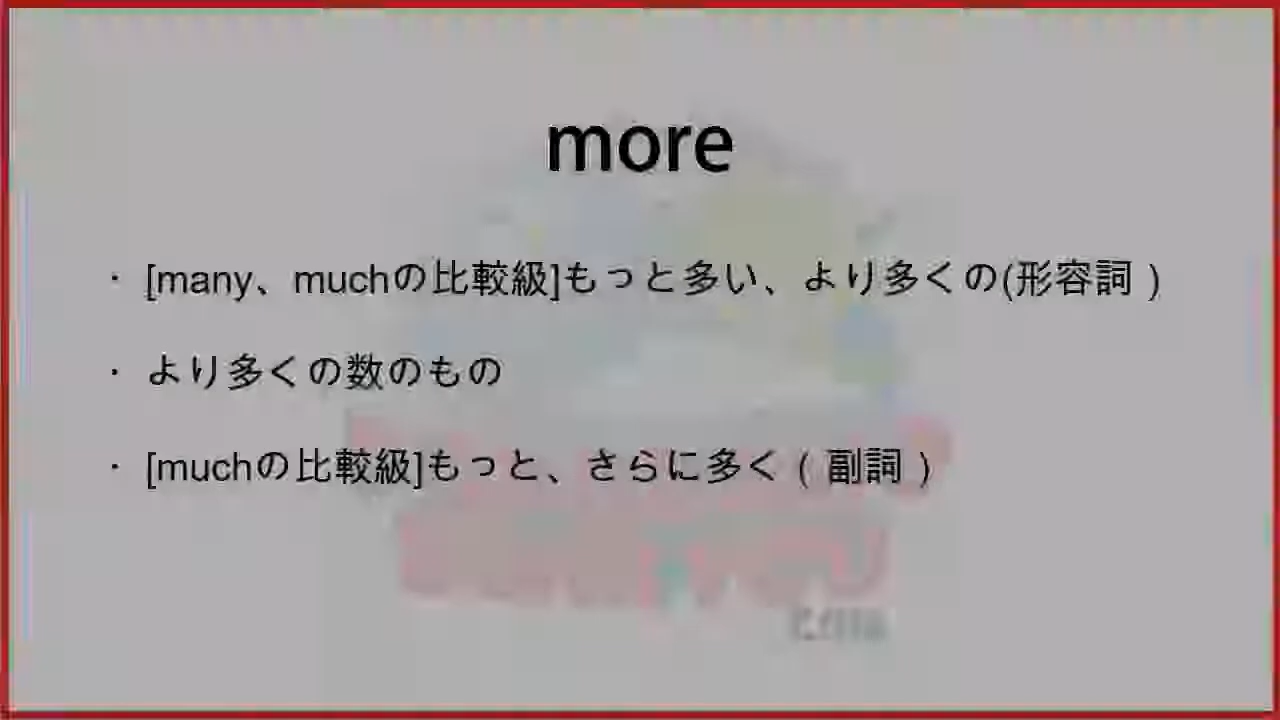 more
・[many、muchの比較級]もっと多い、より多くの(形容詞）
・より多くの数のもの
・[muchの比較級]もっと、さらに多く（副詞）